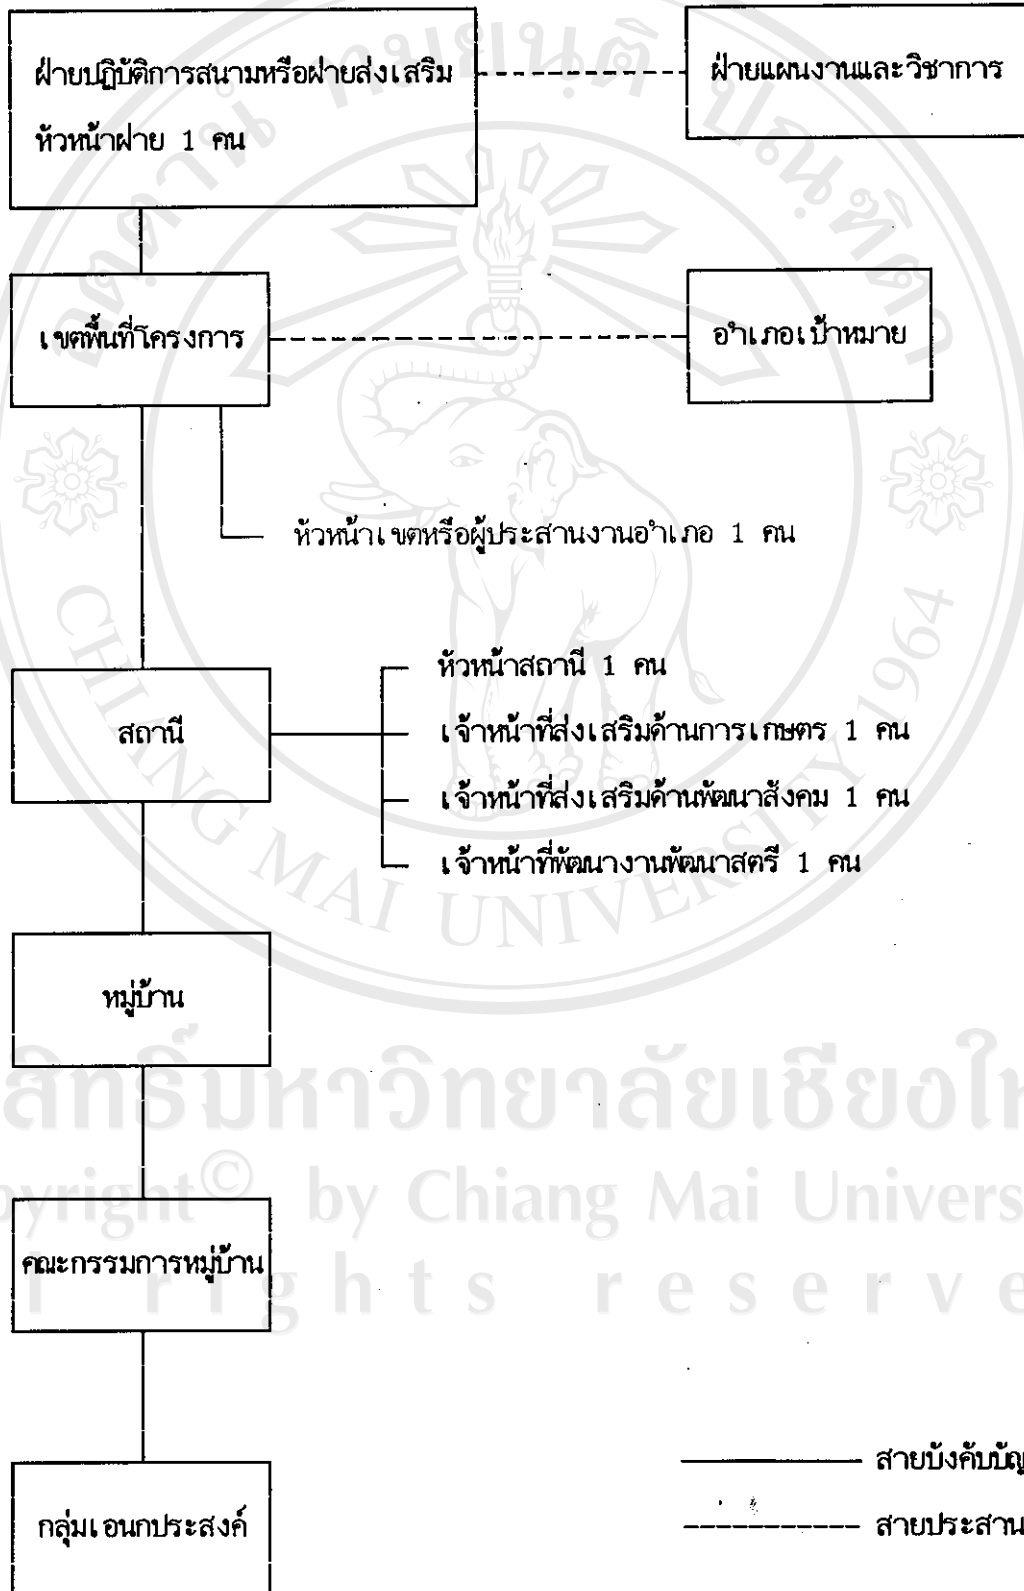 ฝ่ายปฏิบัติการสนามหรือฝ่ายส่งเสริม
หัวหน้าฝ่าย 1 คน
ฝ่ายแผนงานและวิชาการ
เขตพื้นที่โครงการ
อำเภอเป้าหมาย
หัวหน้าเขตหรือผู้ประสานงานอำเภอ 1 คน
สถานี
หัวหน้าสถานี 1 คน
เจ้าหน้าที่ส่งเสริมด้านการเกษตร 1 คน
เจ้าหน้าที่ส่งเสริมด้านพัฒนาสังคม 1 คน
เจ้าหน้าที่พัฒนางานพัฒนาสตรี 1 คน
หมู่บ้าน
คณะกรรมการหมู่บ้าน
กลุ่มเอนกประสงค์
สายบังคับบัญ
สายประสาน
CHIANG MAI UNIVERSITY 1964
สิทธิ์มหาวิทยาลัยเชียงให
pyright© by Chiang Mai Univers
l rights reserve